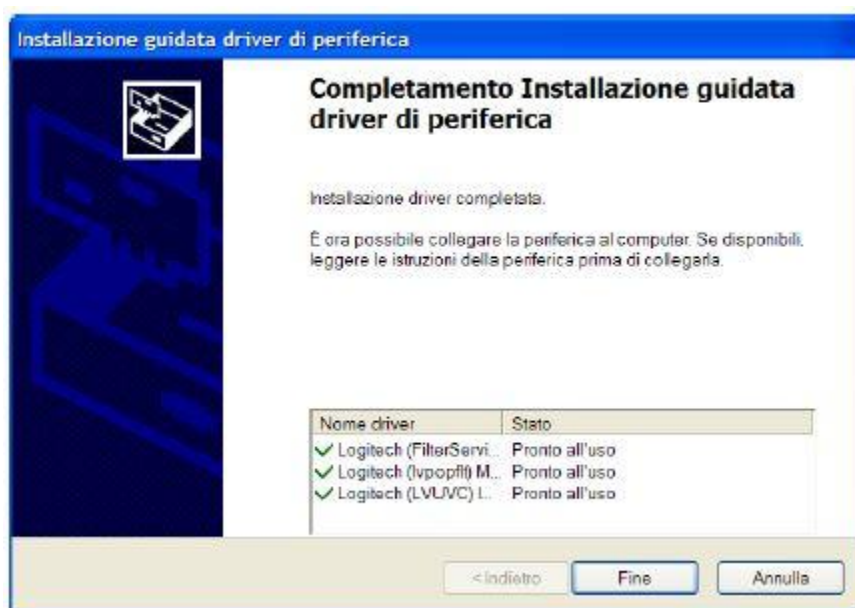 Installazione guidata driver di periferica
Completamento Installazione guidata
driver di periferica
Installazione driver completata.
È ora possibile collegare la periferica al computer. Se disponibili,
leggere le istruzioni della periferica prima di collegarla.
Nome driver Stato
Logitech (FilterServi... Pronto all'uso
Logitech (lvpopflt) M... Pronto all'uso
Logitech (LVUVC) L... Pronto all'uso
< Indietro Fine Annulla